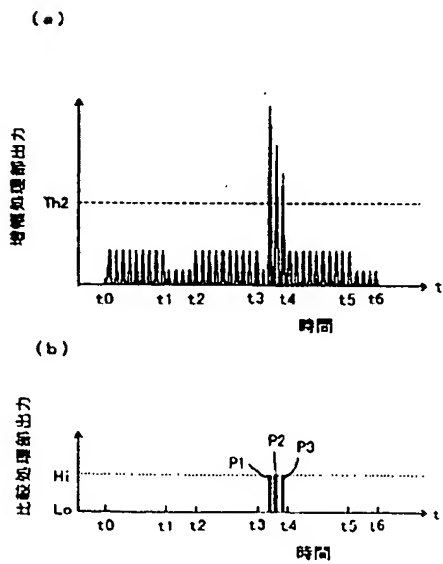 (a)
増幅処理部出力
Th2
t0 t1 t2 t3 t4 t5 t6 t
時間
(b)
比較処理部出力
Hi
Lo
P1 P2 P3
t0 t1 t2 t3 t4 t5 t6 t
時間